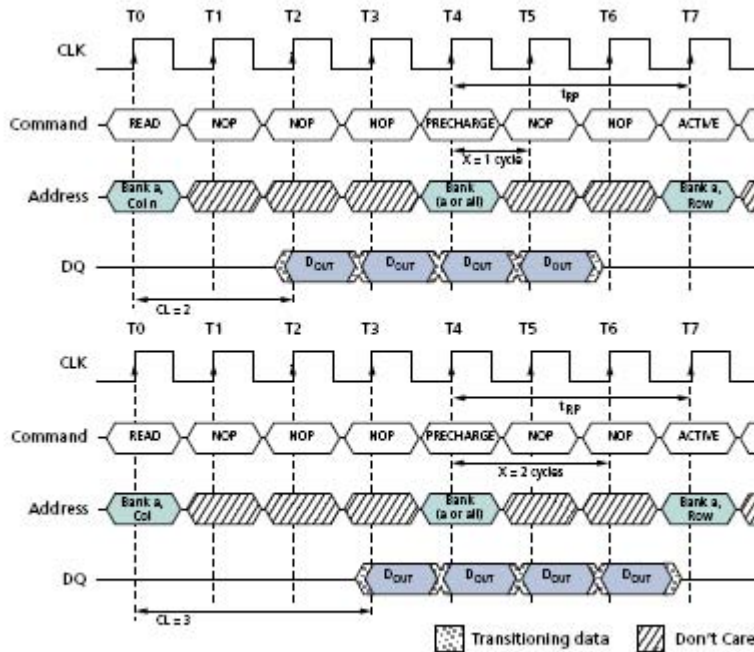 T0 T1 T2 T3 T4 T5 T6 T7
CLK
tRP
Command READ NOP NOP NOP PRECHARGE NOP NOP ACTIVE
X = 1 cycle
Address Bank a, Col n Bank (a or all) Bank a, Row
DQ DOUT DOUT DOUT DOUT
CL = 2
T0 T1 T2 T3 T4 T5 T6 T7
CLK
tRP
Command READ NOP NOP NOP PRECHARGE NOP NOP ACTIVE
X = 2 cycles
Address Bank a, Col Bank (a or all) Bank a, Row
DQ DOUT DOUT DOUT DOUT
CL = 3
Transitioning data Don't Care